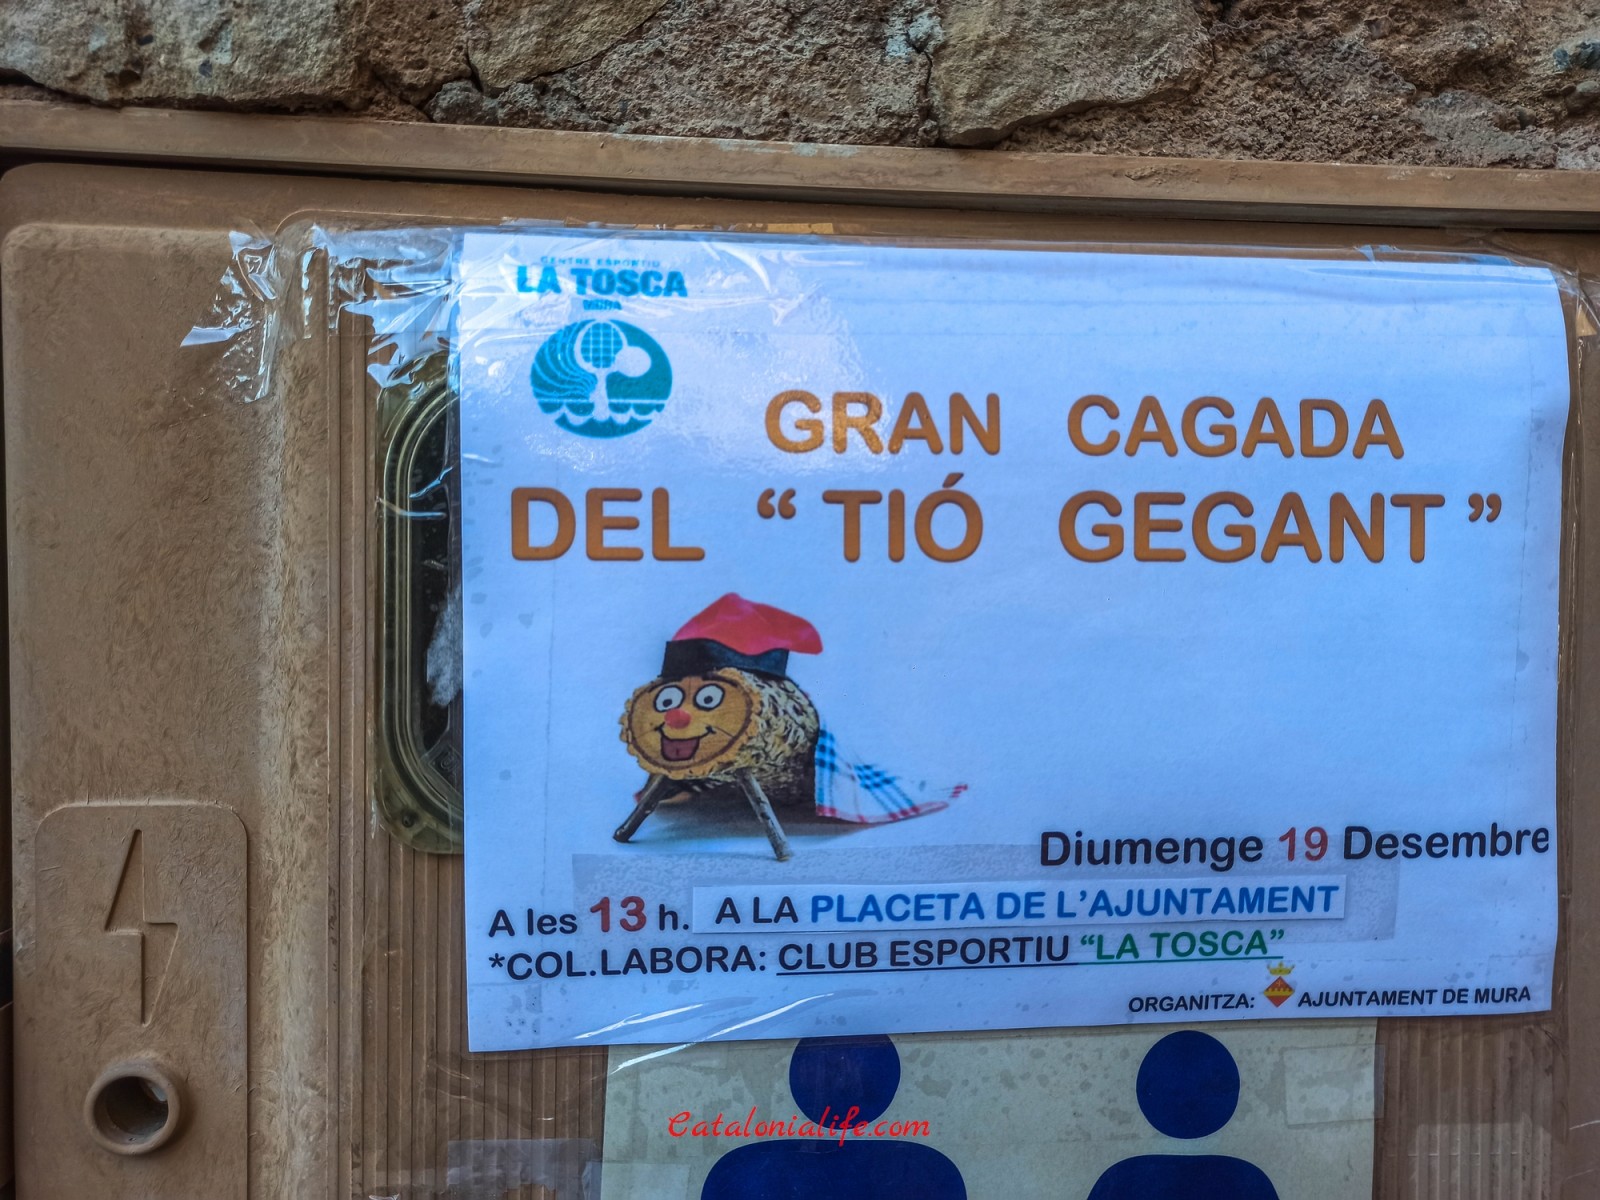 CENTRE ESPORTIU
LA TOSCA
MURA
GRAN CAGADA
DEL “ TIÓ GEGANT ”
Diumenge 19 Desembre
A les 13 h. A LA PLACETA DE L’AJUNTAMENT
*COL.LABORA: CLUB ESPORTIU “LA TOSCA”
ORGANITZA: AJUNTAMENT DE MURA
Catalonialife.com